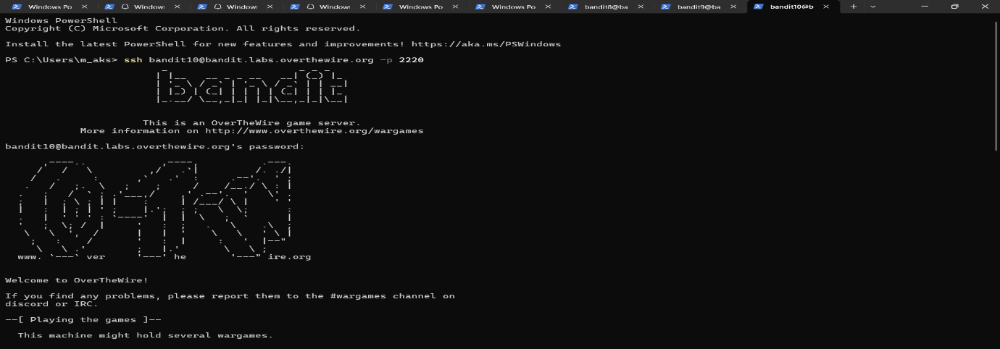 Windows Po
Windows
Windows
Windows
Windows Po
Windows Po
bandit8@ba
bandit9@ba
bandit10@b
Windows PowerShell
Copyright (C) Microsoft Corporation. All rights reserved.
Install the latest PowerShell for new features and improvements! https://aka.ms/PSWindows
PS C:\Users\m_aks> ssh bandit10@bandit.labs.overthewire.org -p 2220
bandit
This is an OverTheWire game server.
More information on http://www.overthewire.org/wargames
bandit10@bandit.labs.overthewire.org's password:
www. ver he ire.org
Welcome to OverTheWire!
If you find any problems, please report them to the #wargames channel on
discord or IRC.
--[ Playing the games ]--
This machine might hold several wargames.